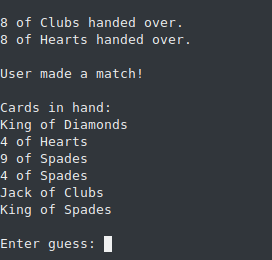 8 of Clubs handed over.
8 of Hearts handed over.
User made a match!
Cards in hand:
King of Diamonds
4 of Hearts
9 of Spades
4 of Spades
Jack of Clubs
King of Spades
Enter guess: